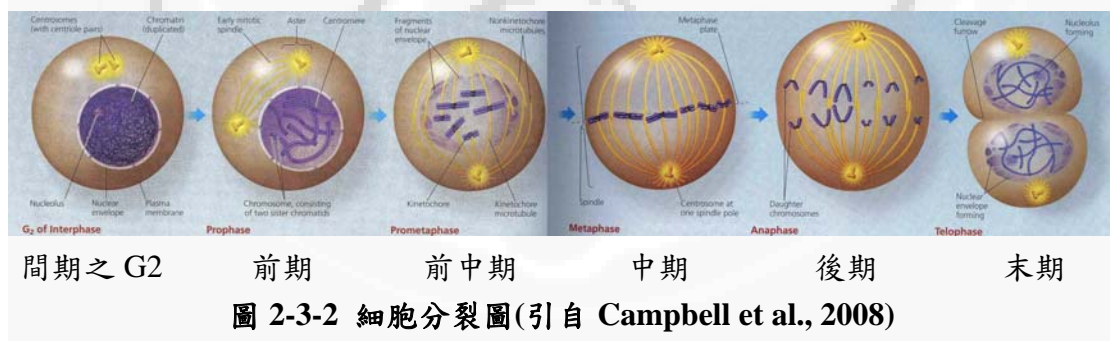 Centrosomes
(with centriole pairs)
Chromatin
(duplicated)
Early mitotic
spindle
Aster
Centromere
Fragments
of nuclear
envelope
Nonkinetochore
microtubules
Metaphase
plate
Cleavage
furrow
Nucleolus
forming
Nucleolus
Nuclear
envelope
Plasma
membrane
Chromosome, consisting
of two sister chromatids
Kinetochore
Kinetochore
microtubule
Spindle
Centrosome at
one spindle pole
Daughter
chromosomes
Nuclear
envelope
forming
G2 of Interphase
Prophase
Prometaphase
Metaphase
Anaphase
Telophase
間期之 G2 前期 前中期 中期 後期 末期
圖 2-3-2 細胞分裂圖(引自 Campbell et al., 2008)